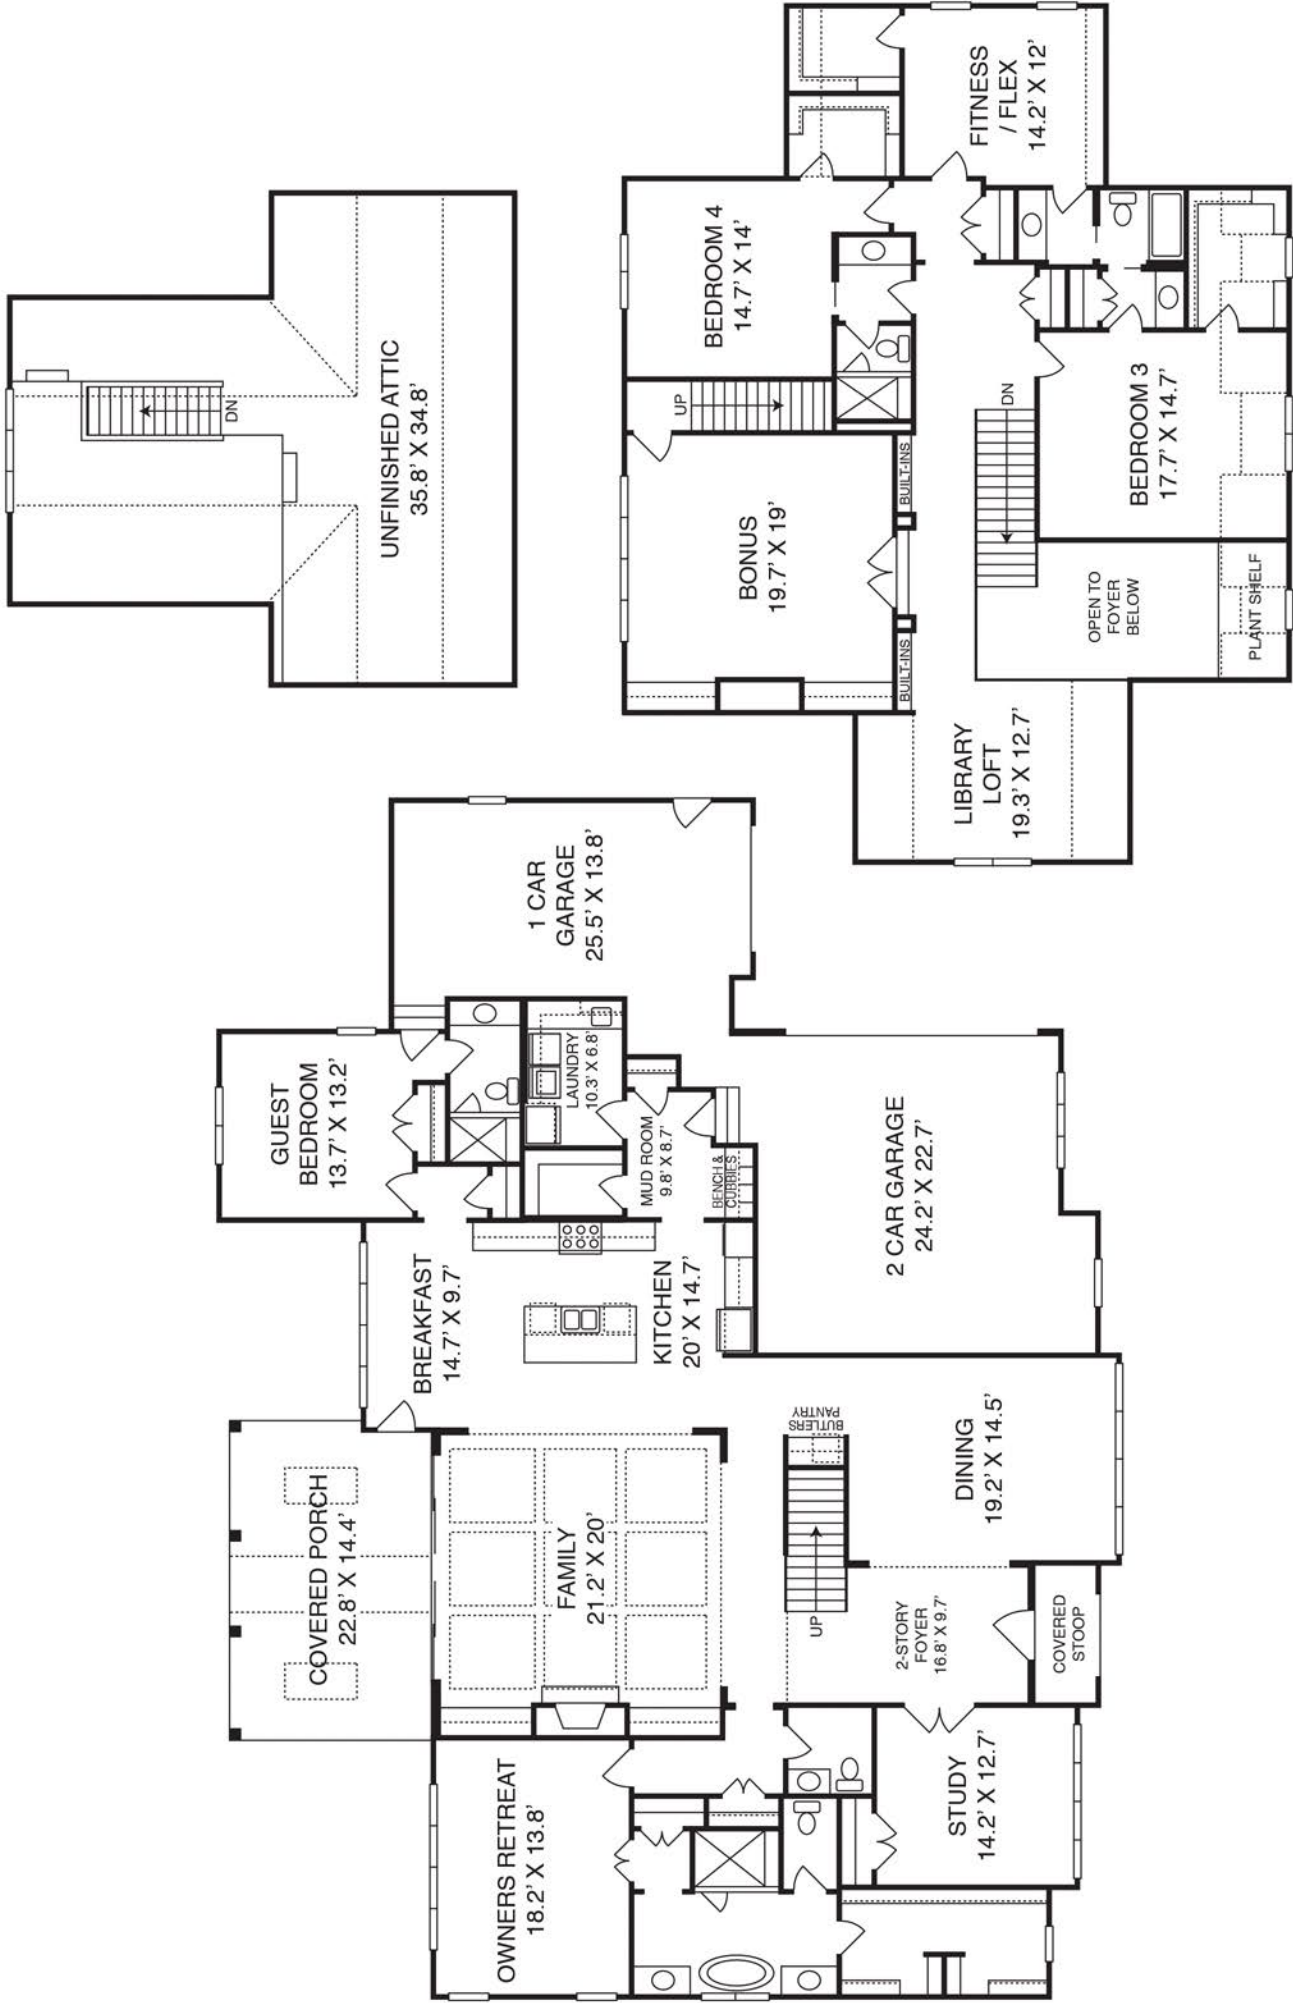 UNFINISHED ATTIC
35.8' X 34.8'
DN
FITNESS
/ FLEX
14.2' X 12'
BEDROOM 4
14.7' X 14'
UP
BONUS
19.7' X 19'
BUILT-INS
BUILT-INS
DN
BEDROOM 3
17.7' X 14.7'
OPEN TO
FOYER
BELOW
PLANT SHELF
LIBRARY
LOFT
19.3' X 12.7'
1 CAR
GARAGE
25.5' X 13.8'
GUEST
BEDROOM
13.7' X 13.2'
LAUNDRY
10.3' X 6.8'
MUD ROOM
9.8' X 8.7'
BENCH &
CUBBIES
2 CAR GARAGE
24.2' X 22.7'
BREAKFAST
14.7' X 9.7'
KITCHEN
20' X 14.7'
COVERED PORCH
22.8' X 14.4'
FAMILY
21.2' X 20'
BUTLERS
PANTRY
DINING
19.2' X 14.5'
UP
2-STORY
FOYER
16.8' X 9.7'
COVERED
STOOP
OWNERS RETREAT
18.2' X 13.8'
STUDY
14.2' X 12.7'